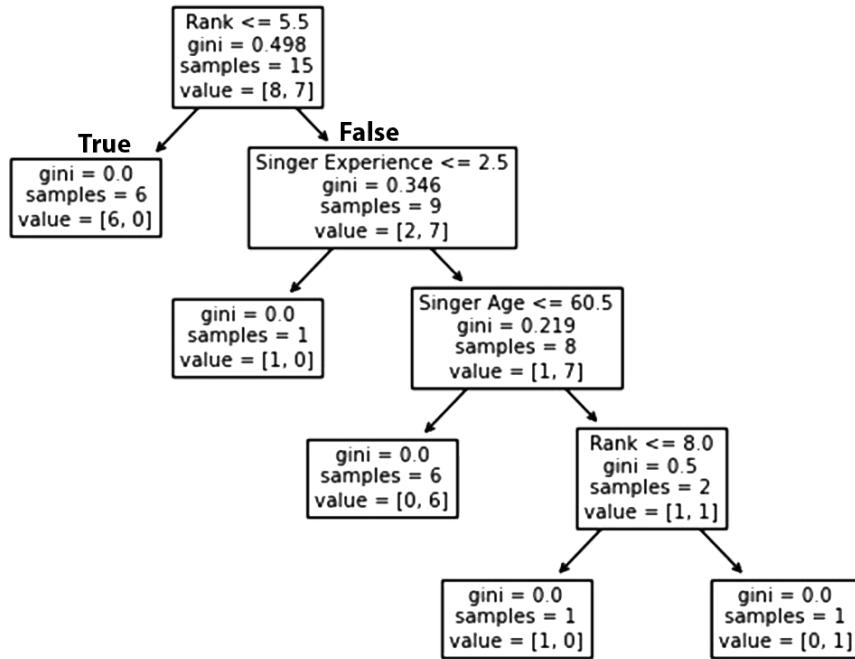 Rank <= 5.5
gini = 0.498
samples = 15
value = [8, 7]
True
False
gini = 0.0
samples = 6
value = [6, 0]
Singer Experience <= 2.5
gini = 0.346
samples = 9
value = [2, 7]
gini = 0.0
samples = 1
value = [1, 0]
Singer Age <= 60.5
gini = 0.219
samples = 8
value = [1, 7]
gini = 0.0
samples = 6
value = [0, 6]
Rank <= 8.0
gini = 0.5
samples = 2
value = [1, 1]
gini = 0.0
samples = 1
value = [1, 0]
gini = 0.0
samples = 1
value = [0, 1]